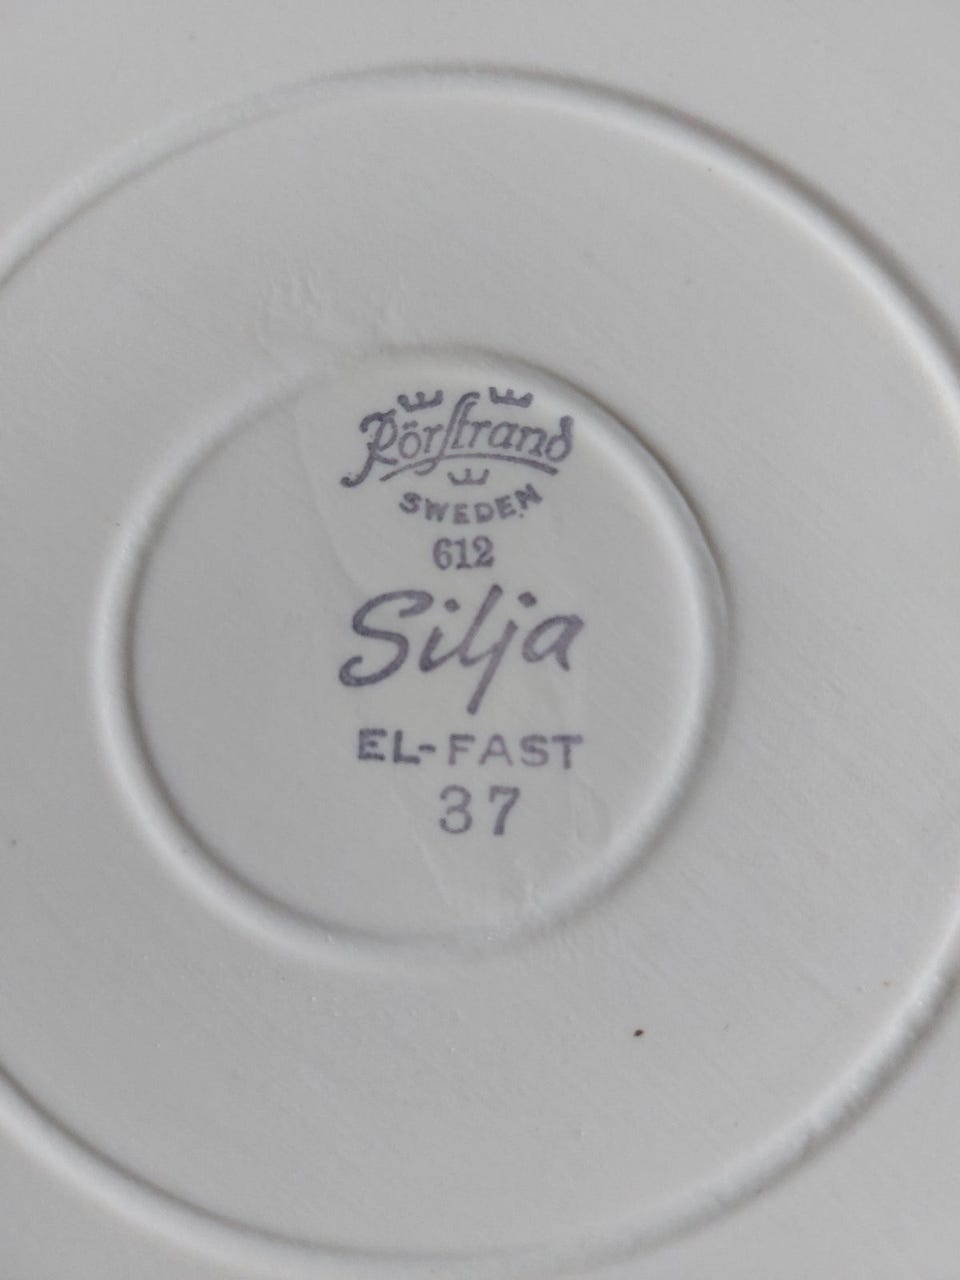 Rörstrand
SWEDEN
612
Silja
EL-FAST
37